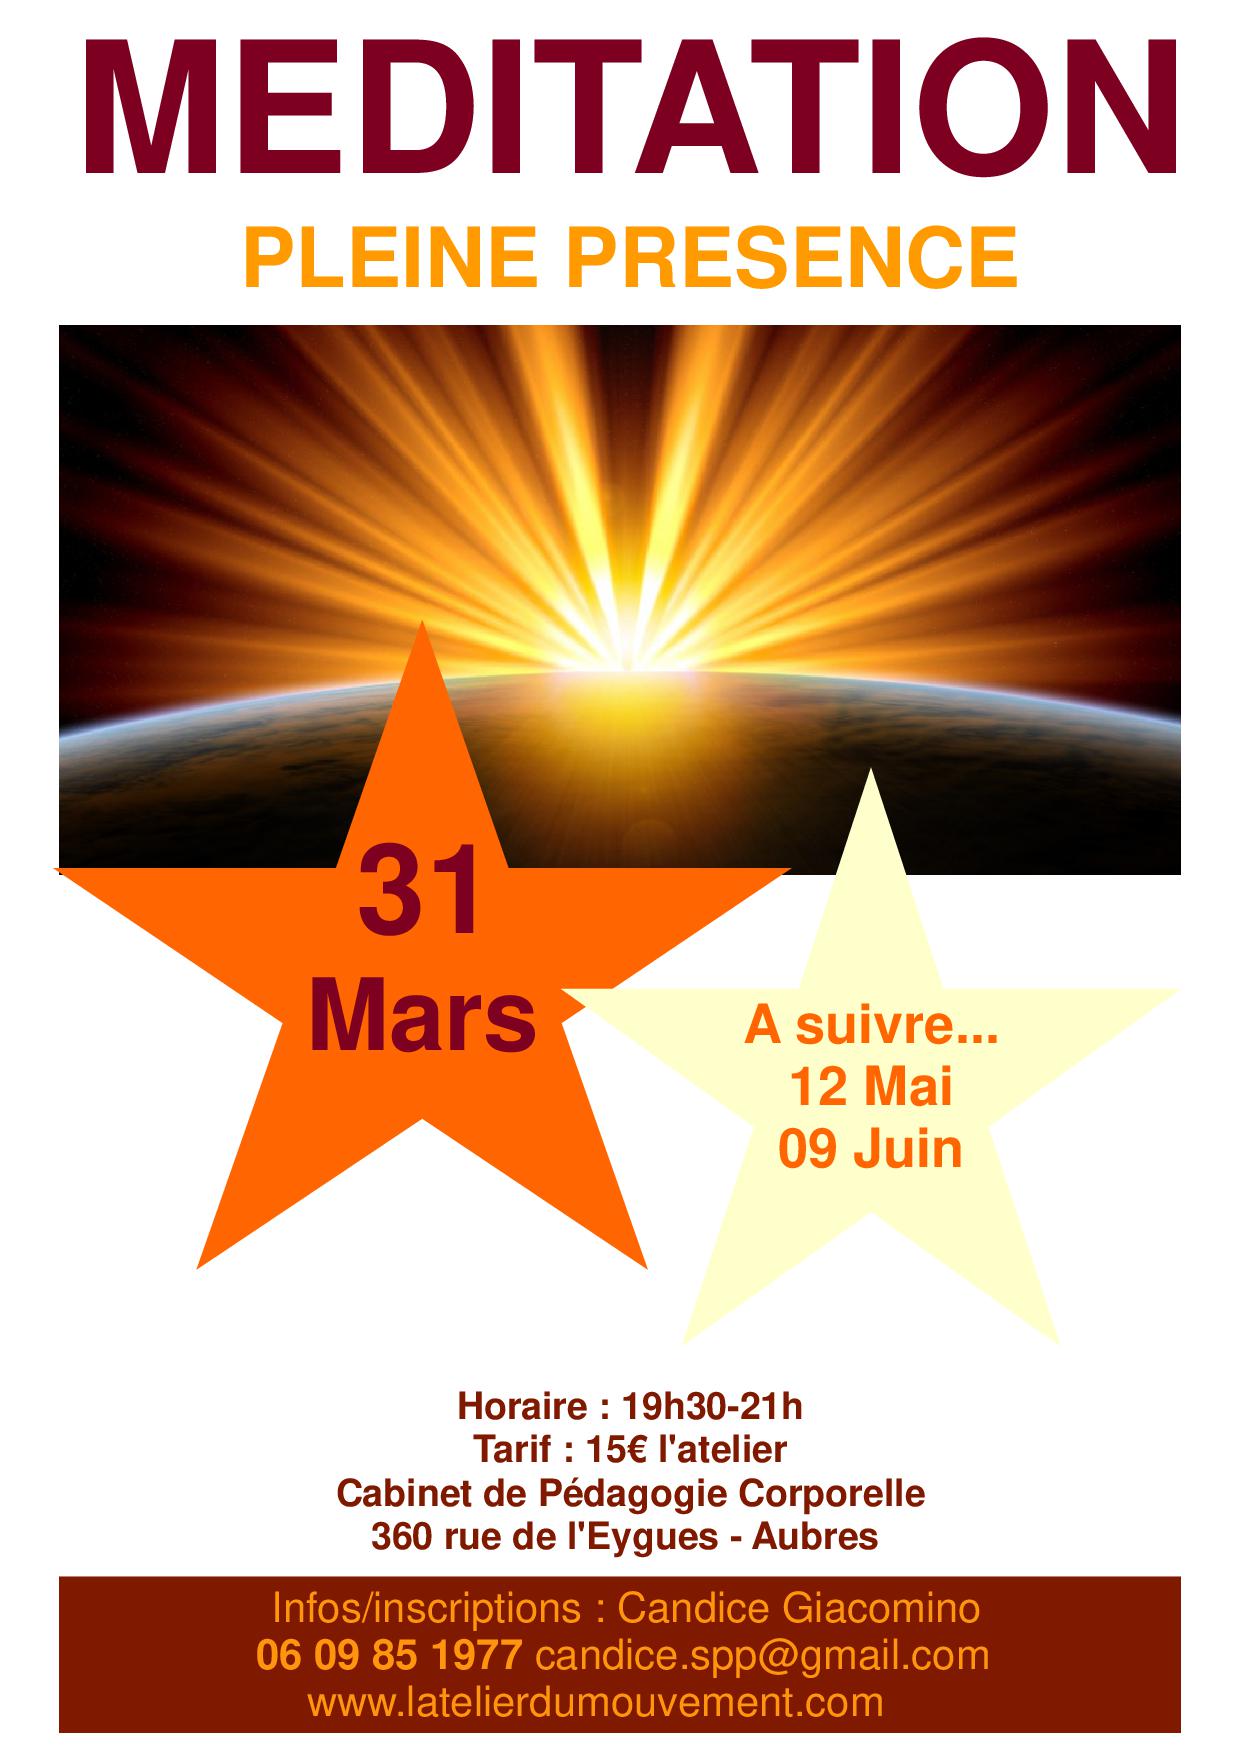 MEDITATION
PLEINE PRESENCE
31
Mars
A suivre...
12 Mai
09 Juin
Horaire : 19h30-21h
Tarif : 15€ l'atelier
Cabinet de Pédagogie Corporelle
360 rue de l'Eygues - Aubres
Infos/inscriptions : Candice Giacomino
06 09 85 1977 candice.spp@gmail.com
www.latelierdumouvement.com